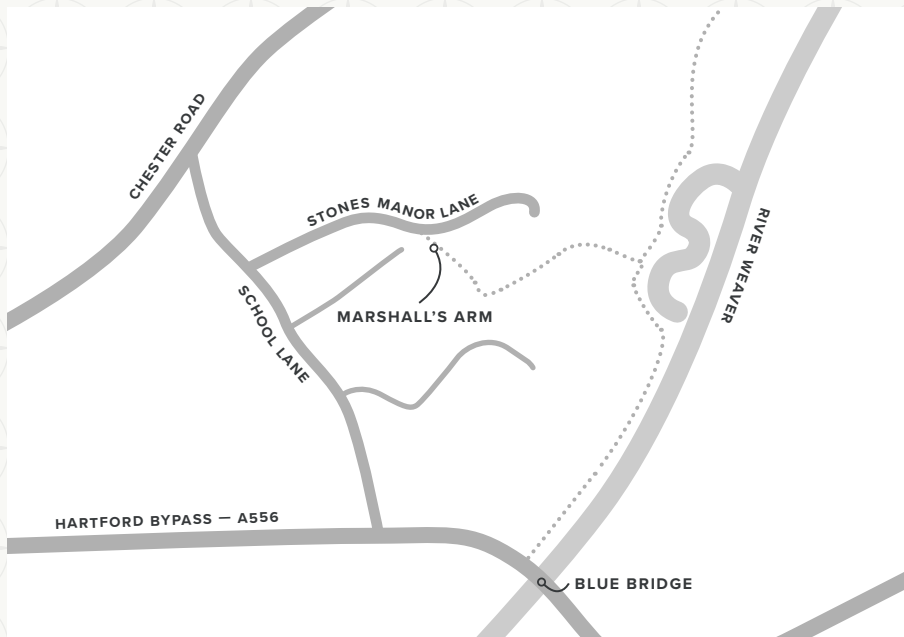 CHESTER ROAD
STONES MANOR LANE
RIVER WEAVER
MARSHALL'S ARM
SCHOOL LANE
HARTFORD BYPASS — A556
BLUE BRIDGE